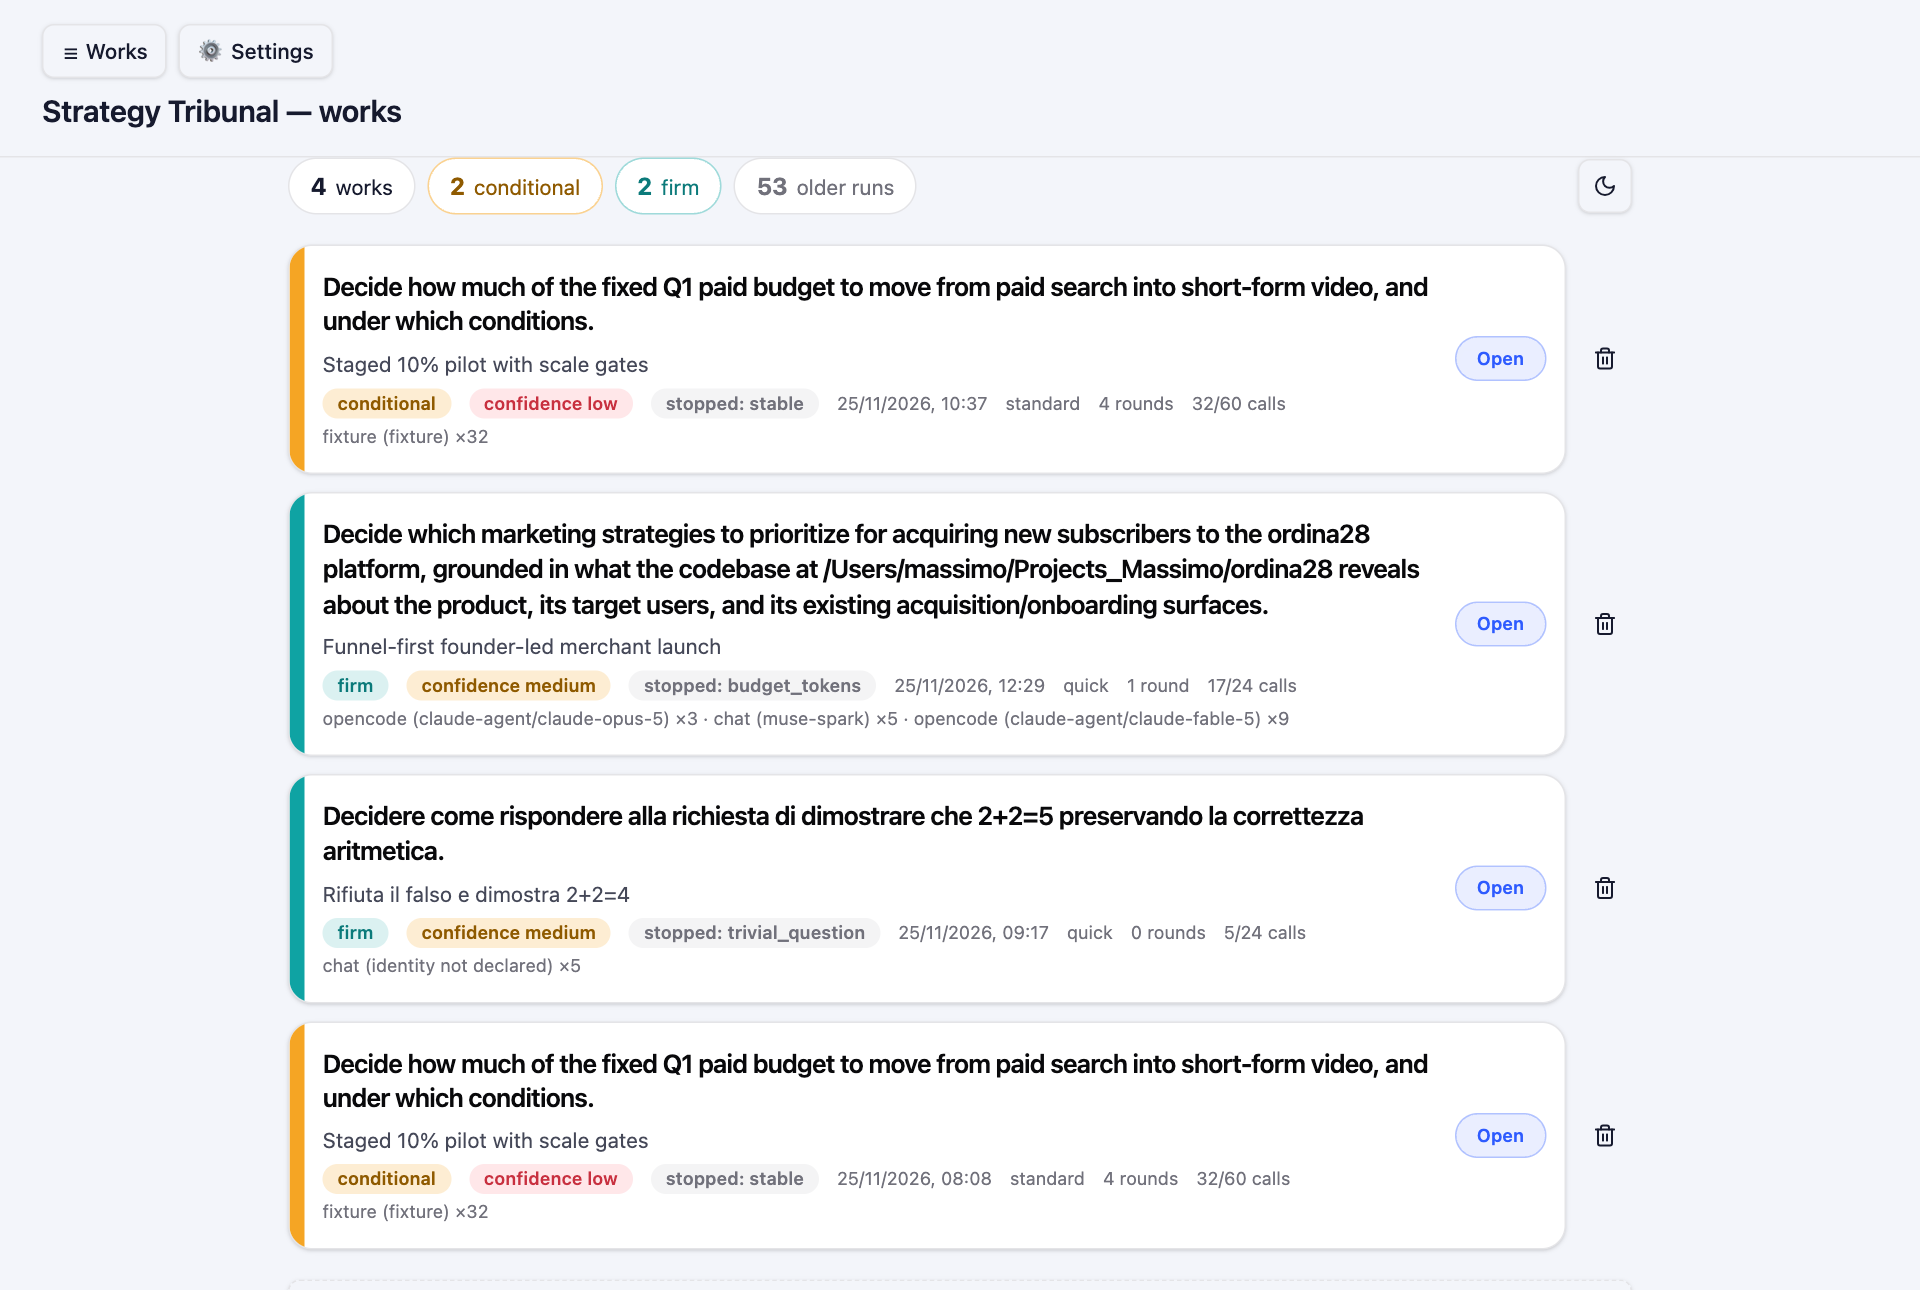 ≡ Works
Settings
Strategy Tribunal — works
4 works
2 conditional
2 firm
53 older runs
Decide how much of the fixed Q1 paid budget to move from paid search into short-form video, and
under which conditions.
Staged 10% pilot with scale gates
conditional confidence low stopped: stable 25/11/2026, 10:37 standard 4 rounds 32/60 calls
fixture (fixture) ×32
Open
Decide which marketing strategies to prioritize for acquiring new subscribers to the ordina28
platform, grounded in what the codebase at /Users/massimo/Projects_Massimo/ordina28 reveals
about the product, its target users, and its existing acquisition/onboarding surfaces.
Funnel-first founder-led merchant launch
firm confidence medium stopped: budget_tokens 25/11/2026, 12:29 quick 1 round 17/24 calls
opencode (claude-agent/claude-opus-5) ×3 · chat (muse-spark) ×5 · opencode (claude-agent/claude-fable-5) ×9
Open
Decidere come rispondere alla richiesta di dimostrare che 2+2=5 preservando la correttezza
aritmetica.
Rifiuta il falso e dimostra 2+2=4
firm confidence medium stopped: trivial_question 25/11/2026, 09:17 quick 0 rounds 5/24 calls
chat (identity not declared) ×5
Open
Decide how much of the fixed Q1 paid budget to move from paid search into short-form video, and
under which conditions.
Staged 10% pilot with scale gates
conditional confidence low stopped: stable 25/11/2026, 08:08 standard 4 rounds 32/60 calls
fixture (fixture) ×32
Open